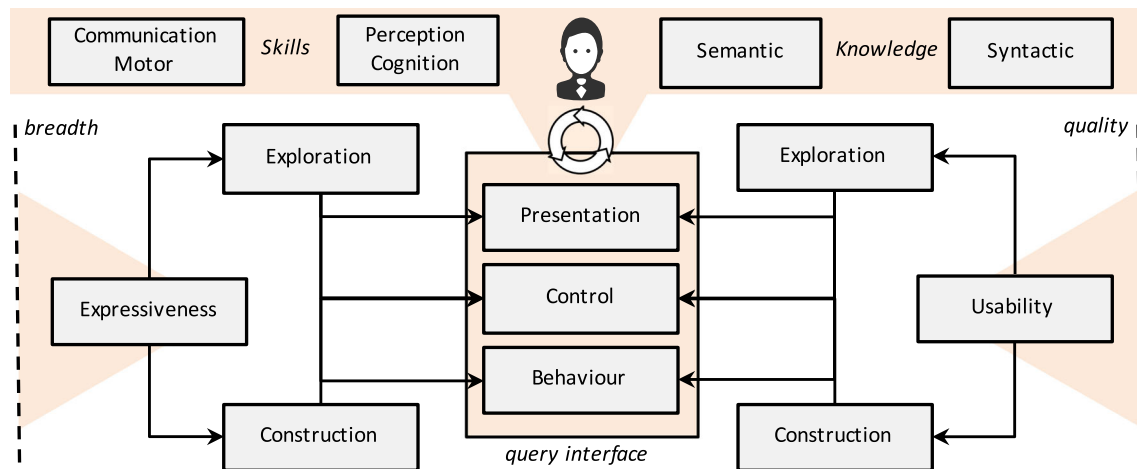 Communication
Motor
Skills
Perception
Cognition
Semantic
Knowledge
Syntactic
breadth
quality
Exploration
Exploration
Presentation
Expressiveness
Control
Usability
Behaviour
Construction
Construction
query interface